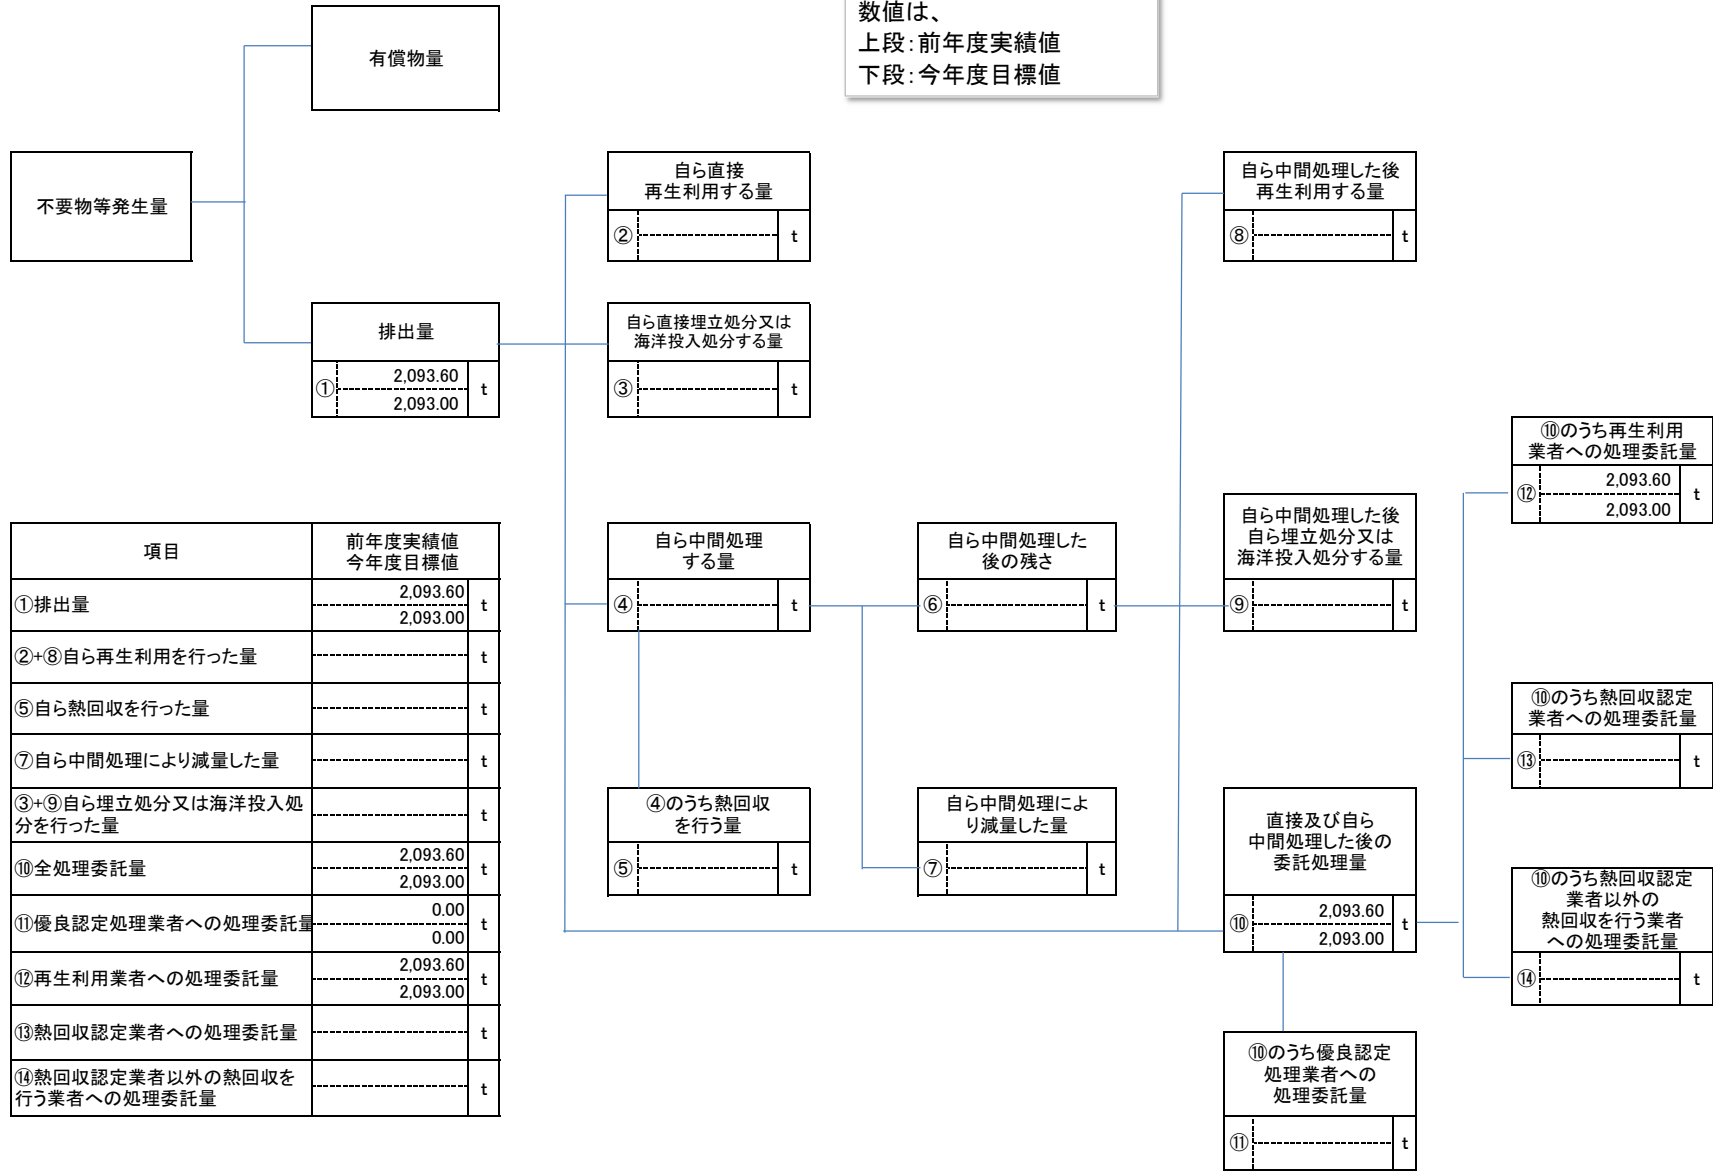 数値は、
上段：前年度実績値
下段：今年度目標値
有償物量
不要物等発生量
自ら直接
再生利用する量
② t
自ら中間処理した後
再生利用する量
⑧ t
排出量
① 2,093.60 t
2,093.00
自ら直接埋立処分又は
海洋投入処分する量
③ t
⑩のうち再生利用
業者への処理委託量
⑫ 2,093.60 t
2,093.00
自ら中間処理
する量
④ t
自ら中間処理した
後の残さ
⑥ t
自ら中間処理した後
自ら埋立処分又は
海洋投入処分する量
⑨ t
⑩のうち熱回収認定
業者への処理委託量
⑬ t
④のうち熱回収
を行う量
⑤ t
自ら中間処理によ
り減量した量
⑦ t
直接及び自ら
中間処理した後の
委託処理量
⑩ 2,093.60 t
2,093.00
⑩のうち熱回収認定
業者以外の
熱回収を行う業者
への処理委託量
⑭ t
⑩のうち優良認定
処理業者への
処理委託量
⑪ t
項目 前年度実績値
今年度目標値
①排出量 2,093.60 t
2,093.00
②+⑧自ら再生利用を行った量 t
⑤自ら熱回収を行った量 t
⑦自ら中間処理により減量した量 t
③+⑨自ら埋立処分又は海洋投入処
分を行った量 t
⑩全処理委託量 2,093.60 t
2,093.00
⑪優良認定処理業者への処理委託量 0.00 t
0.00
⑫再生利用業者への処理委託量 2,093.60 t
2,093.00
⑬熱回収認定業者への処理委託量 t
⑭熱回収認定業者以外の熱回収を
行う業者への処理委託量 t